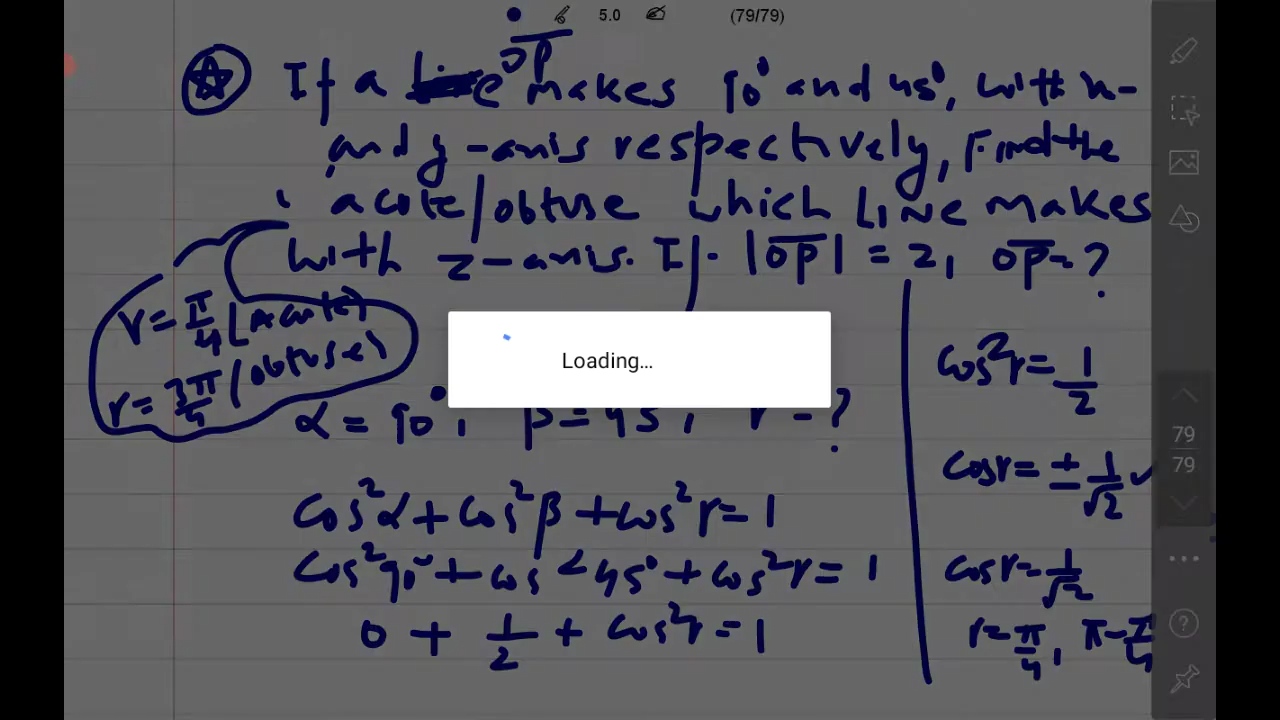 5.0 (79/79)
OP
If a makes 90° and 45°, with x-
and y-axis respectively, Find the
acute/obtuse which Line makes
with z-axis. If |OP| = 2, OP = ?
r = π/4 (Acute)
r = 3π/4 (obtuse)
Loading...
α = 90°, β = 45°, r = ?
cos²α + cos²β + cos²r = 1
cos²90° + cos²45° + cos²r = 1
0 + 1/2 + cos²r = 1
cos²r = 1/2
cosr = ± 1/√2 ✓
cosr = 1/√2
r = π/4, π - π/4
79
79